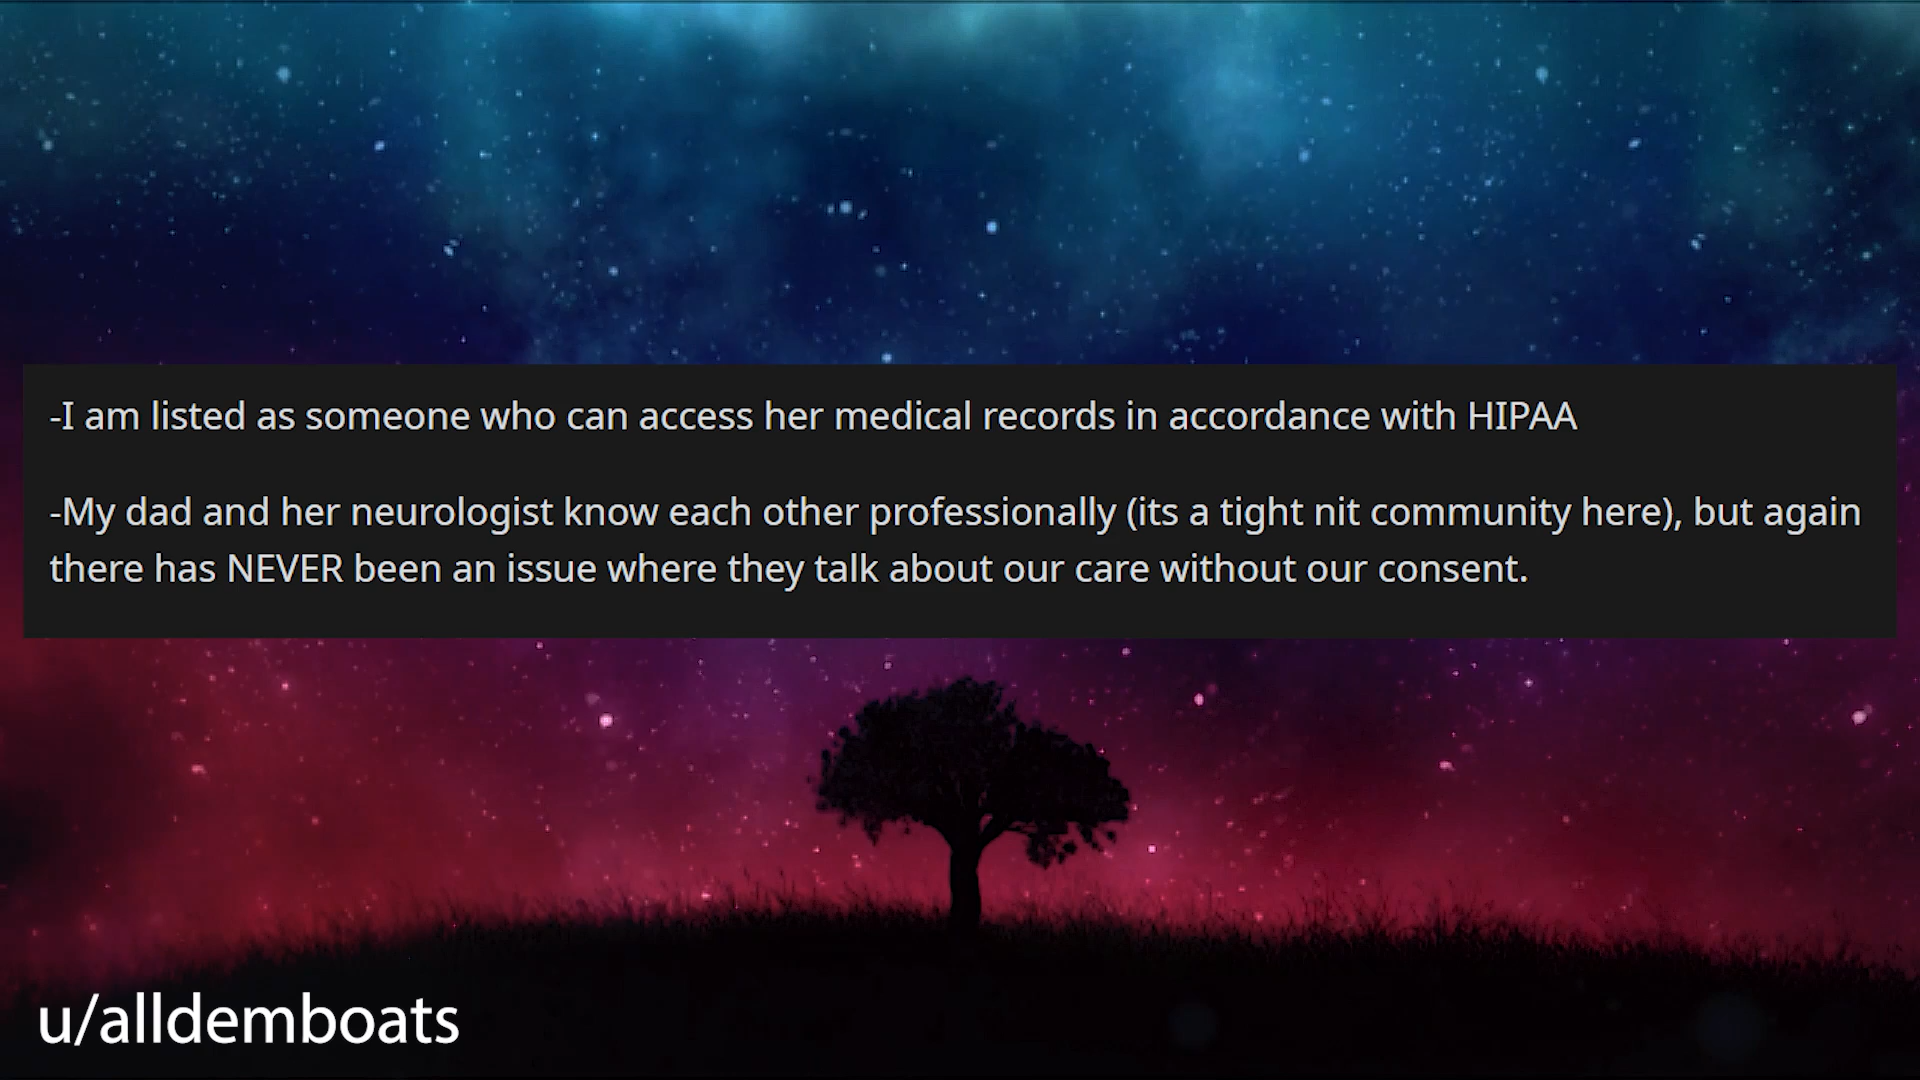 -I am listed as someone who can access her medical records in accordance with HIPAA
-My dad and her neurologist know each other professionally (its a tight nit community here), but again
there has NEVER been an issue where they talk about our care without our consent.
u/alldemboats